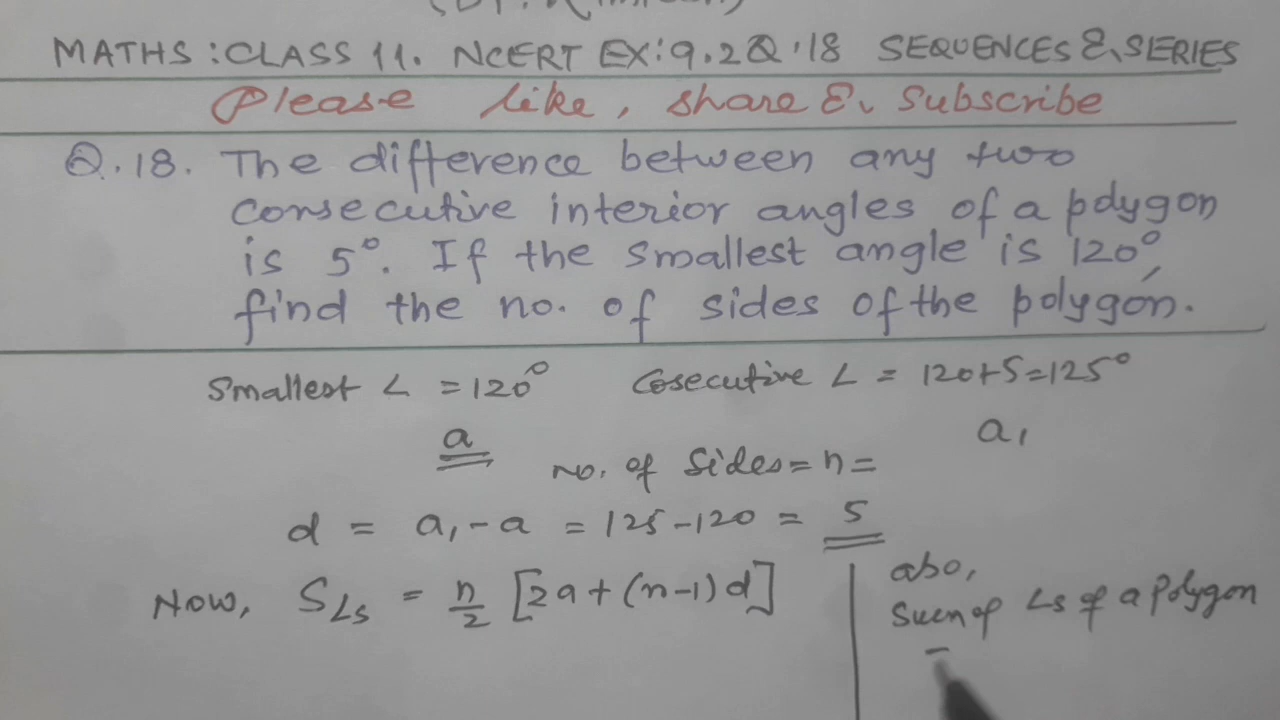 MATHS : CLASS 11. NCERT EX: 9.2 Q.18 SEQUENCES & SERIES
Please like, share & subscribe
Q.18. The difference between any two
consecutive interior angles of a polygon
is 5°. If the smallest angle is 120°,
find the no. of sides of the polygon.
Smallest ∠ = 120° Cosecutive ∠ = 120+5=125°
a a₁
no. of sides = n =
d = a₁-a = 125-120 = 5
Now, S∠s = n/2 [2a+(n-1)d]
also,
Sum of ∠s of a polygon
=